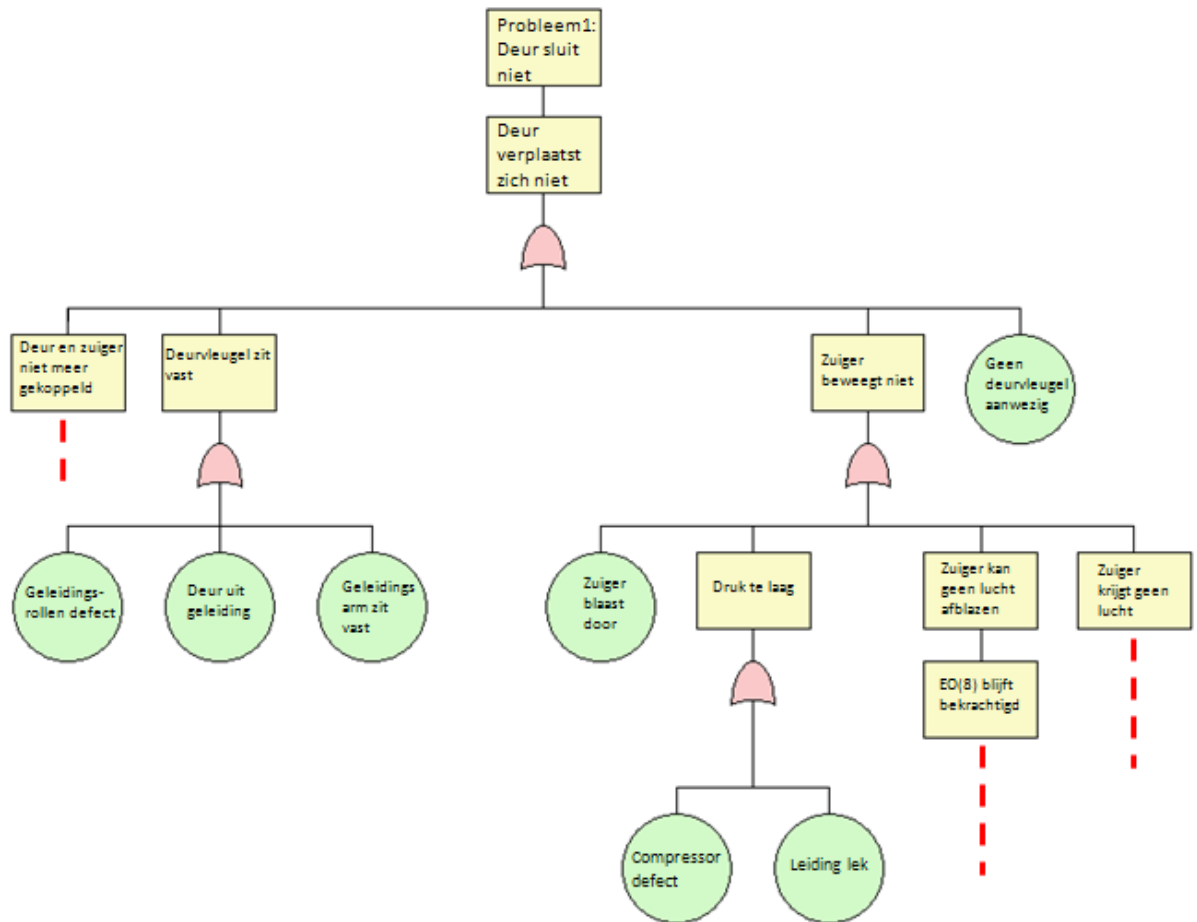 Probleem1:
Deur sluit
niet
Deur
verplaatst
zich niet
Deur en zuiger
niet meer
gekoppeld
Deurvleugel zit
vast
Zuiger
beweegt niet
Geen
deurvleugel
aanwezig
Geleidings-
rollen defect
Deur uit
geleiding
Geleidings
arm zit
vast
Zuiger
blaast
door
Druk te laag
Zuiger kan
geen lucht
afblazen
Zuiger
krijgt geen
lucht
EO(8) blijft
bekrachtigd
Compressor
defect
Leiding lek